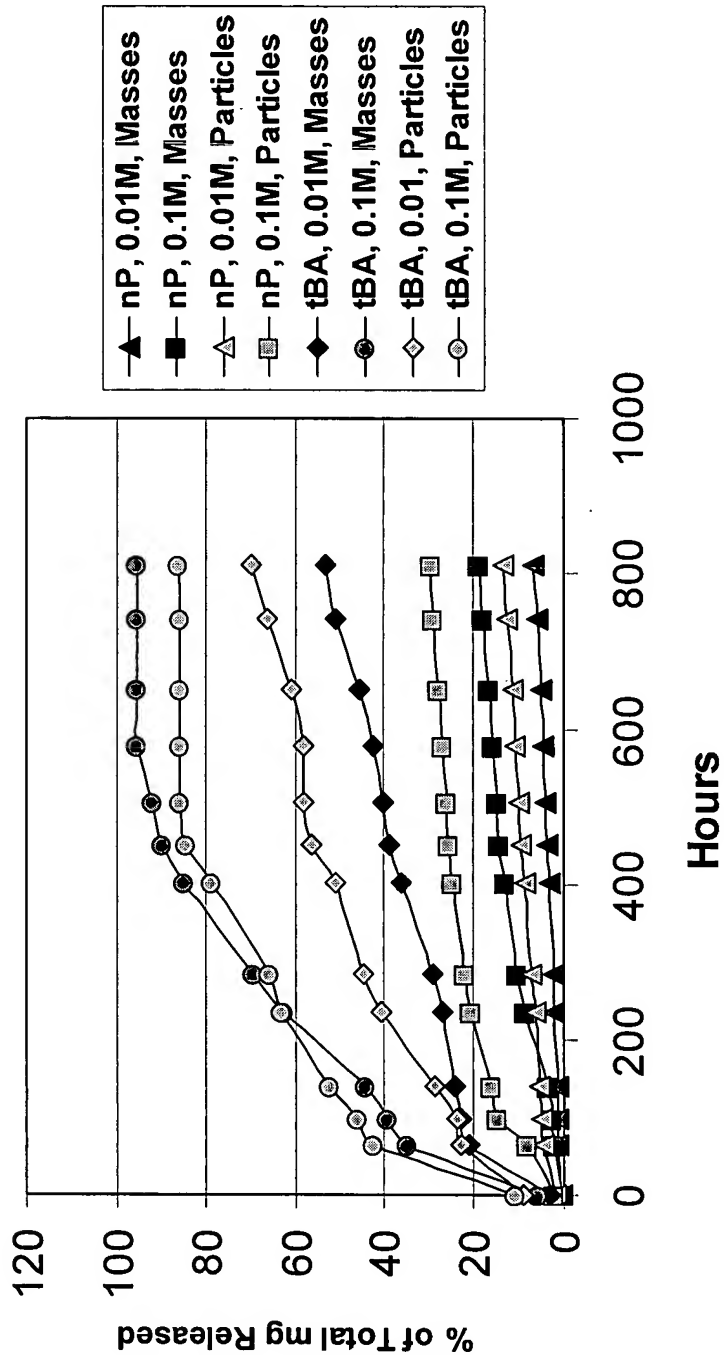 % of Total mg Released
120
100
80
60
40
20
0
0
200
400
600
800
1000
Hours
nP, 0.01M, Masses
nP, 0.1M, Masses
nP, 0.01M, Particles
nP, 0.1M, Particles
tBA, 0.01M, Masses
tBA, 0.1M, Masses
tBA, 0.01, Particles
tBA, 0.1M, Particles